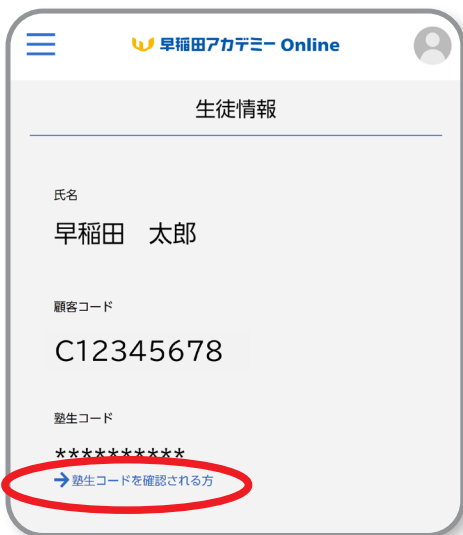 早稲田アカデミー Online
生徒情報
氏名
早稲田　太郎
顧客コード
C12345678
塾生コード
**********
→塾生コードを確認される方